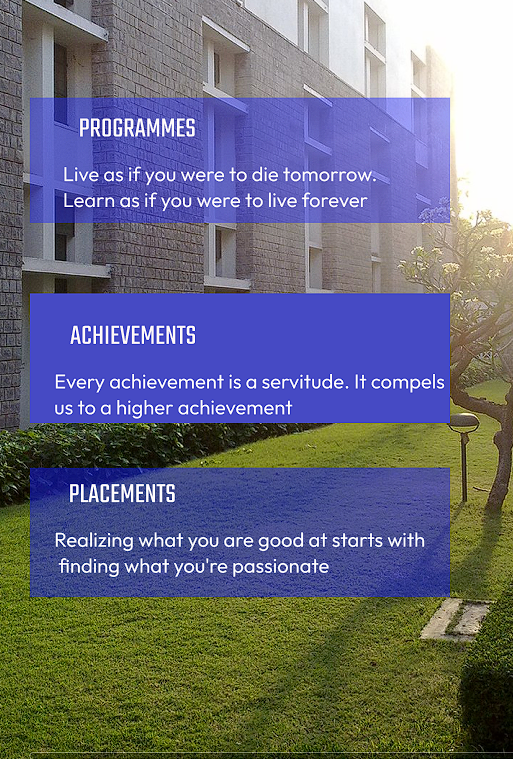 PROGRAMMES
Live as if you were to die tomorrow.
Learn as if you were to live forever
ACHIEVEMENTS
Every achievement is a servitude. It compels
us to a higher achievement
PLACEMENTS
Realizing what you are good at starts with
finding what you're passionate